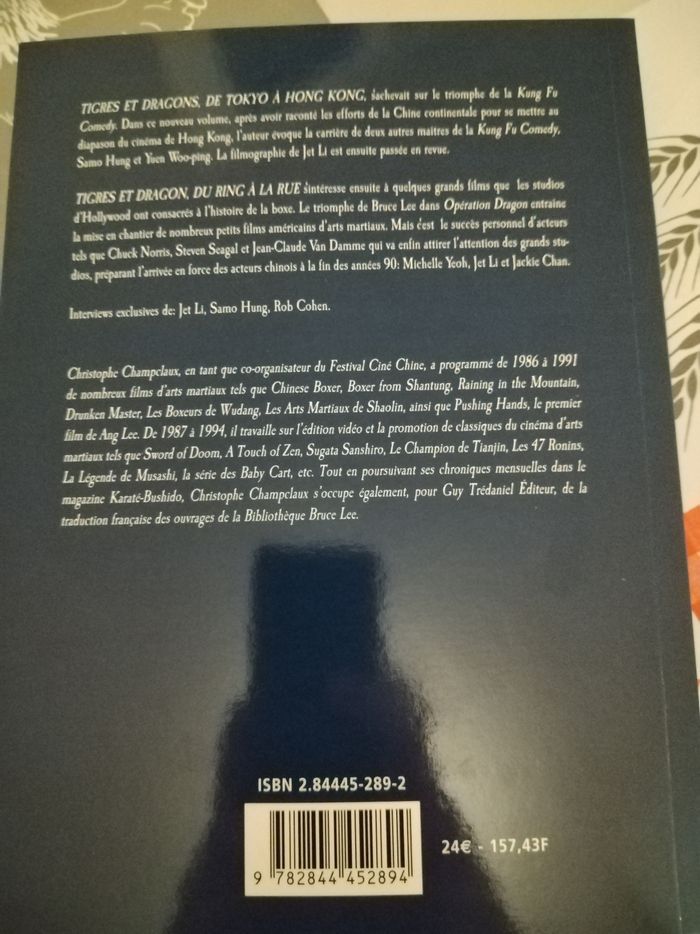 TIGRES ET DRAGONS, DE TOKYO À HONG KONG, s'achevait sur le triomphe de la Kung Fu
Comedy. Dans ce nouveau volume, après avoir raconté les efforts de la Chine continentale pour se mettre au
diapason du cinéma de Hong Kong, l'auteur évoque la carrière de deux autres maîtres de la Kung Fu Comedy,
Samo Hung et Yuen Woo-ping. La filmographie de Jet Li est ensuite passée en revue.
TIGRES ET DRAGON, DU RING À LA RUE s'intéresse ensuite à quelques grands films que les studios
d'Hollywood ont consacrés à l'histoire de la boxe. Le triomphe de Bruce Lee dans Opération Dragon entraine
la mise en chantier de nombreux petits films américains d'arts martiaux. Mais c'est le succès personnel d'acteurs
tels que Chuck Norris, Steven Seagal et Jean-Claude Van Damme qui va enfin attirer l'attention des grands stu-
dios, préparant l'arrivée en force des acteurs chinois à la fin des années 90: Michelle Yeoh, Jet Li et Jackie Chan.
Interviews exclusives de: Jet Li, Samo Hung, Rob Cohen.
Christophe Champclaux, en tant que co-organisateur du Festival Ciné Chine, a programmé de 1986 à 1991
de nombreux films d'arts martiaux tels que Chinese Boxer, Boxer from Shantung, Raining in the Mountain,
Drunken Master, Les Boxeurs de Wudang, Les Arts Martiaux de Shaolin, ainsi que Pushing Hands, le premier
film de Ang Lee. De 1987 à 1994, il travaille sur l'édition vidéo et la promotion de classiques du cinéma d'arts
martiaux tels que Sword of Doom, A Touch of Zen, Sugata Sanshiro, Le Champion de Tianjin, Les 47 Ronins,
La Légende de Musashi, la série des Baby Cart, etc. Tout en poursuivant ses chroniques mensuelles dans le
magazine Karaté-Bushido, Christophe Champclaux s'occupe également, pour Guy Trédaniel Éditeur, de la
traduction française des ouvrages de la Bibliothèque Bruce Lee.
ISBN 2.84445-289-2
24€ - 157,43F
9 782844 452894